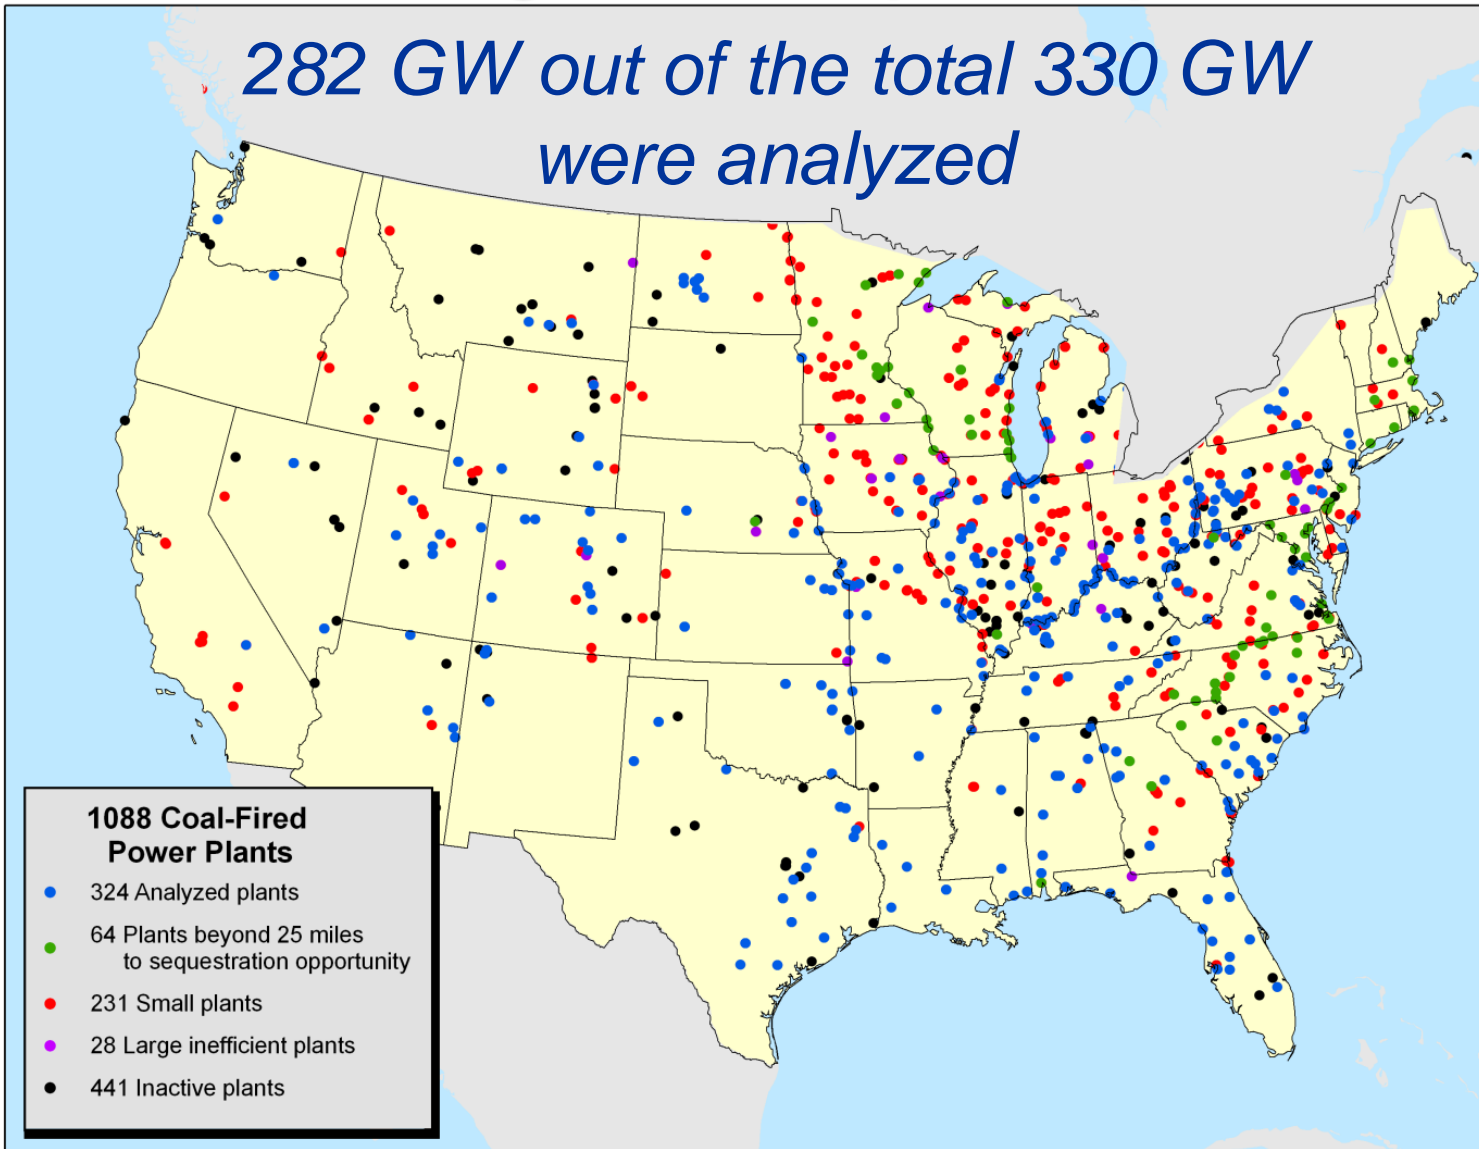 282 GW out of the total 330 GW
were analyzed
1088 Coal-Fired
Power Plants
324 Analyzed plants
64 Plants beyond 25 miles
to sequestration opportunity
231 Small plants
28 Large inefficient plants
441 Inactive plants